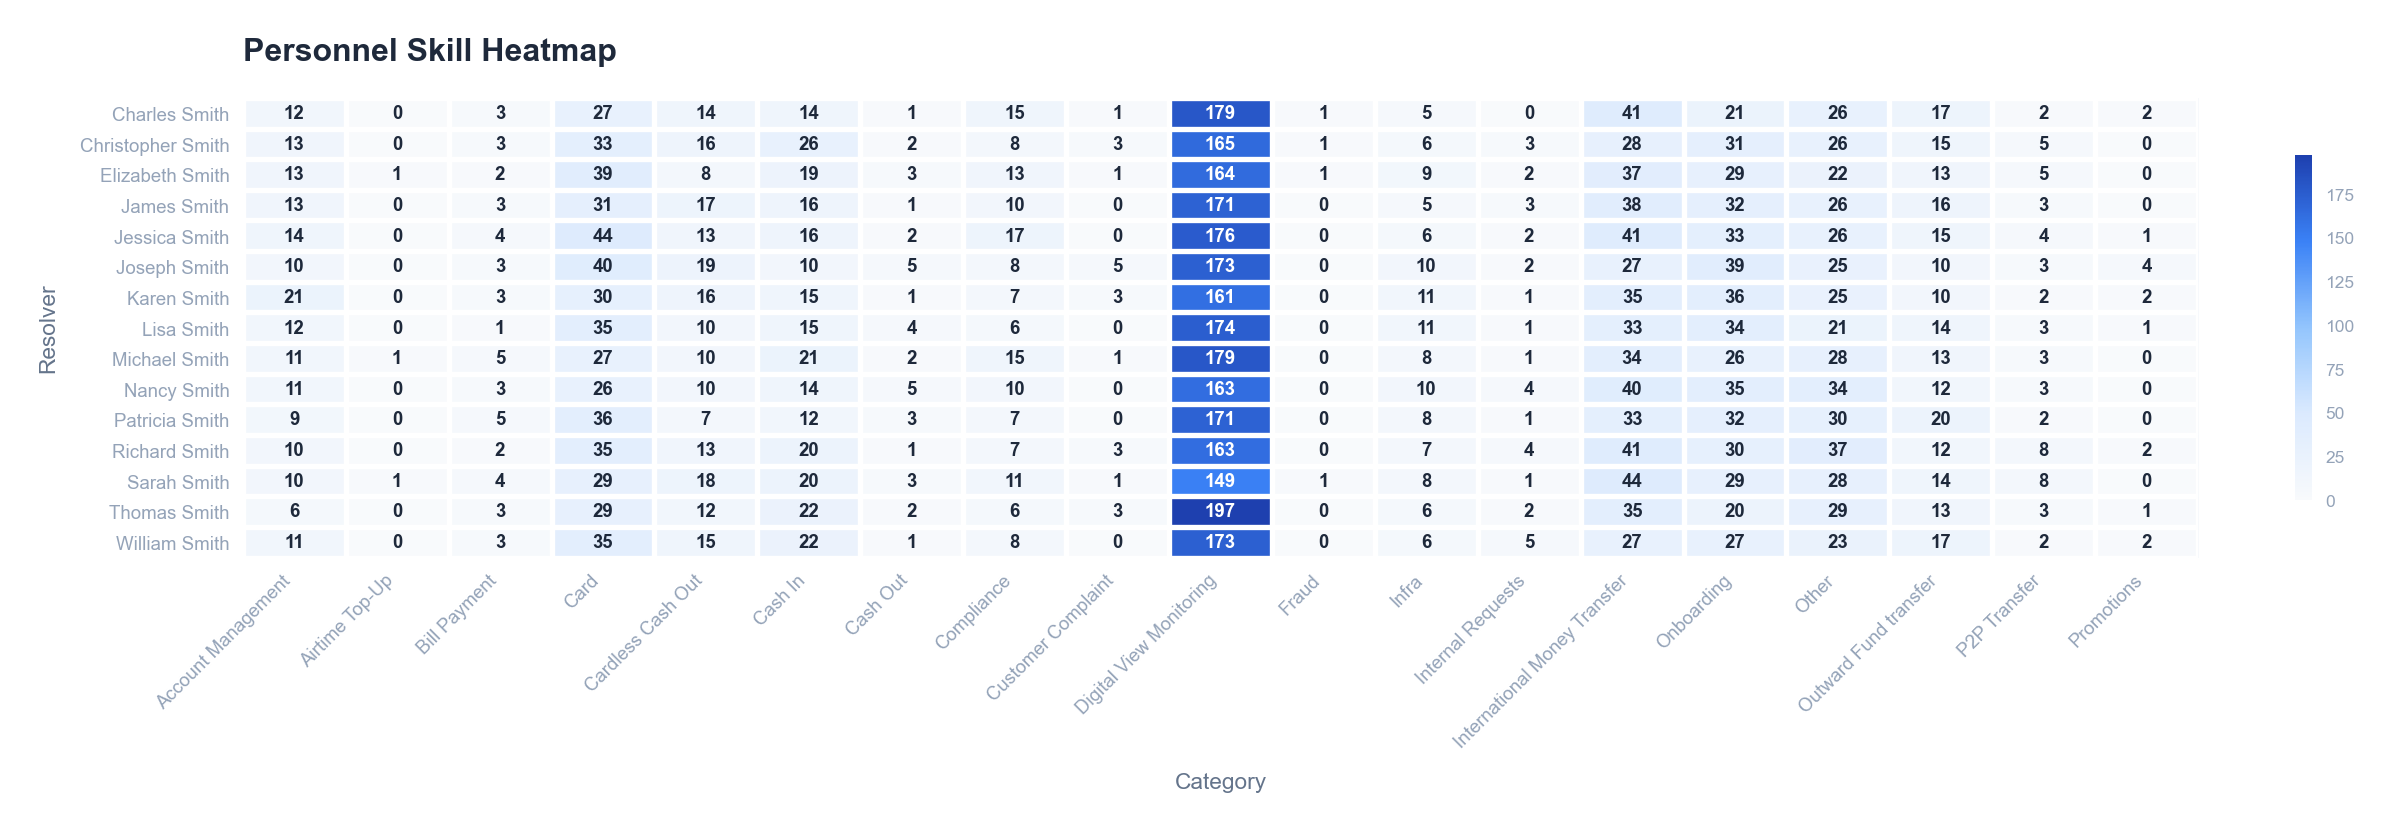 Personnel Skill Heatmap
Resolver
Charles Smith 12 0 3 27 14 14 1 15 1 179 1 5 0 41 21 26 17 2 2
Christopher Smith 13 0 3 33 16 26 2 8 3 165 1 6 3 28 31 26 15 5 0
Elizabeth Smith 13 1 2 39 8 19 3 13 1 164 1 9 2 37 29 22 13 5 0
James Smith 13 0 3 31 17 16 1 10 0 171 0 5 3 38 32 26 16 3 0
Jessica Smith 14 0 4 44 13 16 2 17 0 176 0 6 2 41 33 26 15 4 1
Joseph Smith 10 0 3 40 19 10 5 8 5 173 0 10 2 27 39 25 10 3 4
Karen Smith 21 0 3 30 16 15 1 7 3 161 0 11 1 35 36 25 10 2 2
Lisa Smith 12 0 1 35 10 15 4 6 0 174 0 11 1 33 34 21 14 3 1
Michael Smith 11 1 5 27 10 21 2 15 1 179 0 8 1 34 26 28 13 3 0
Nancy Smith 11 0 3 26 10 14 5 10 0 163 0 10 4 40 35 34 12 3 0
Patricia Smith 9 0 5 36 7 12 3 7 0 171 0 8 1 33 32 30 20 2 0
Richard Smith 10 0 2 35 13 20 1 7 3 163 0 7 4 41 30 37 12 8 2
Sarah Smith 10 1 4 29 18 20 3 11 1 149 1 8 1 44 29 28 14 8 0
Thomas Smith 6 0 3 29 12 22 2 6 3 197 0 6 2 35 20 29 13 3 1
William Smith 11 0 3 35 15 22 1 8 0 173 0 6 5 27 27 23 17 2 2
Account Management
Airtime Top-Up
Bill Payment
Card
Cardless Cash Out
Cash In
Cash Out
Compliance
Customer Complaint
Digital View Monitoring
Fraud
Infra
Internal Requests
International Money Transfer
Onboarding
Other
Outward Fund transfer
P2P Transfer
Promotions
Category
175
150
125
100
75
50
25
0